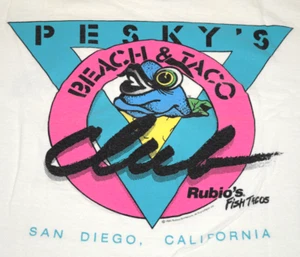 PESKY'S
BEACH & TACO
Club
Rubio's
FISH TACOS
SAN DIEGO, CALIFORNIA